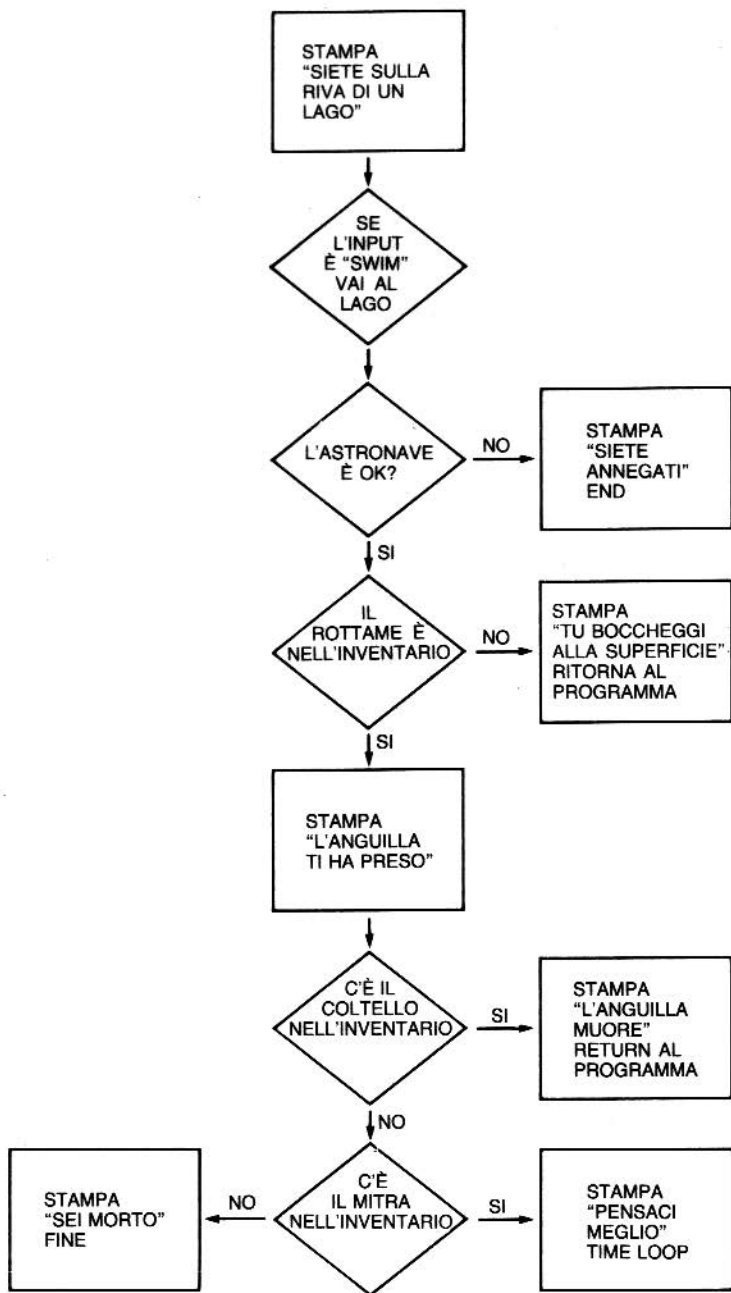 STAMPA
"SIETE SULLA
RIVA DI UN
LAGO"
SE
L'INPUT
È "SWIM"
VAI AL
LAGO
L'ASTRONAVE
È OK?
NO
STAMPA
"SIETE
ANNEGATI"
END
SI
IL
ROTTAME È
NELL'INVENTARIO
NO
STAMPA
"TU BOCCHEGGI
ALLA SUPERFICIE"
RITORNA AL
PROGRAMMA
SI
STAMPA
"L'ANGUILLA
TI HA PRESO"
C'È IL
COLTELLO
NELL'INVENTARIO
SI
STAMPA
"L'ANGUILLA
MUORE"
RETURN AL
PROGRAMMA
NO
C'È
IL MITRA
NELL'INVENTARIO
NO
STAMPA
"SEI MORTO"
FINE
SI
STAMPA
"PENSACI
MEGLIO"
TIME LOOP